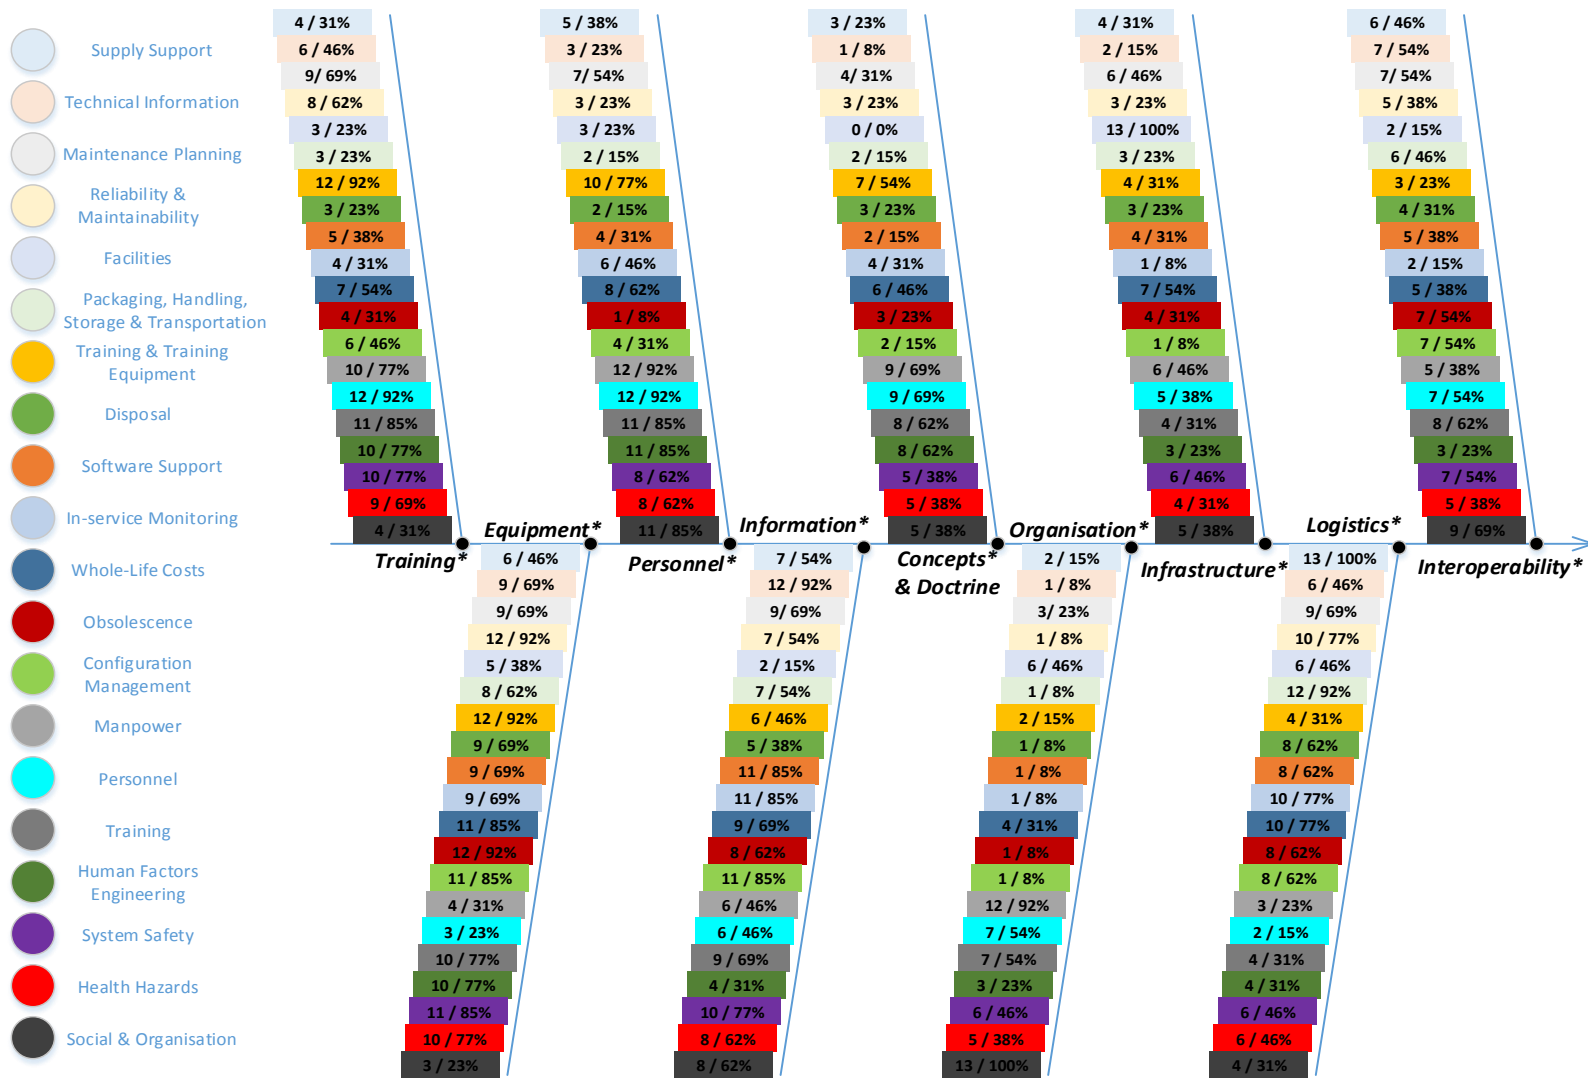 Supply Support
Technical Information
Maintenance Planning
Reliability &
Maintainability
Facilities
Packaging, Handling,
Storage & Transportation
Training & Training
Equipment
Disposal
Software Support
In-service Monitoring
Whole-Life Costs
Obsolescence
Configuration
Management
Manpower
Personnel
Training
Human Factors
Engineering
System Safety
Health Hazards
Social & Organisation
4 / 31%
6 / 46%
9/ 69%
8 / 62%
3 / 23%
3 / 23%
12 / 92%
3 / 23%
5 / 38%
4 / 31%
7 / 54%
4 / 31%
6 / 46%
10 / 77%
12 / 92%
11 / 85%
10 / 77%
10 / 77%
9 / 69%
4 / 31%
Training*
Equipment*
6 / 46%
9 / 69%
9/ 69%
12 / 92%
5 / 38%
8 / 62%
12 / 92%
9 / 69%
9 / 69%
9 / 69%
11 / 85%
12 / 92%
11 / 85%
4 / 31%
3 / 23%
10 / 77%
10 / 77%
11 / 85%
10 / 77%
3 / 23%
5 / 38%
3 / 23%
7/ 54%
3 / 23%
3 / 23%
2 / 15%
10 / 77%
2 / 15%
4 / 31%
6 / 46%
8 / 62%
1 / 8%
4 / 31%
12 / 92%
12 / 92%
11 / 85%
11 / 85%
8 / 62%
8 / 62%
11 / 85%
Personnel*
Information*
7 / 54%
12 / 92%
9/ 69%
7 / 54%
2 / 15%
7 / 54%
6 / 46%
5 / 38%
11 / 85%
11 / 85%
9 / 69%
8 / 62%
11 / 85%
6 / 46%
6 / 46%
9 / 69%
4 / 31%
10 / 77%
8 / 62%
8 / 62%
3 / 23%
1 / 8%
4/ 31%
3 / 23%
0 / 0%
2 / 15%
7 / 54%
3 / 23%
2 / 15%
4 / 31%
6 / 46%
3 / 23%
2 / 15%
9 / 69%
9 / 69%
8 / 62%
8 / 62%
5 / 38%
5 / 38%
5 / 38%
Concepts*
& Doctrine
Organisation*
2 / 15%
1 / 8%
3/ 23%
1 / 8%
6 / 46%
1 / 8%
2 / 15%
1 / 8%
1 / 8%
1 / 8%
4 / 31%
1 / 8%
1 / 8%
12 / 92%
7 / 54%
7 / 54%
3 / 23%
6 / 46%
5 / 38%
13 / 100%
4 / 31%
2 / 15%
6 / 46%
3 / 23%
13 / 100%
3 / 23%
4 / 31%
3 / 23%
4 / 31%
1 / 8%
7 / 54%
4 / 31%
1 / 8%
6 / 46%
5 / 38%
4 / 31%
3 / 23%
6 / 46%
4 / 31%
5 / 38%
Infrastructure*
Logistics*
13 / 100%
6 / 46%
9/ 69%
10 / 77%
6 / 46%
12 / 92%
4 / 31%
8 / 62%
8 / 62%
10 / 77%
10 / 77%
8 / 62%
8 / 62%
3 / 23%
2 / 15%
4 / 31%
4 / 31%
6 / 46%
6 / 46%
4 / 31%
6 / 46%
7 / 54%
7/ 54%
5 / 38%
2 / 15%
6 / 46%
3 / 23%
4 / 31%
5 / 38%
2 / 15%
5 / 38%
7 / 54%
7 / 54%
5 / 38%
7 / 54%
8 / 62%
3 / 23%
7 / 54%
5 / 38%
9 / 69%
Interoperability*